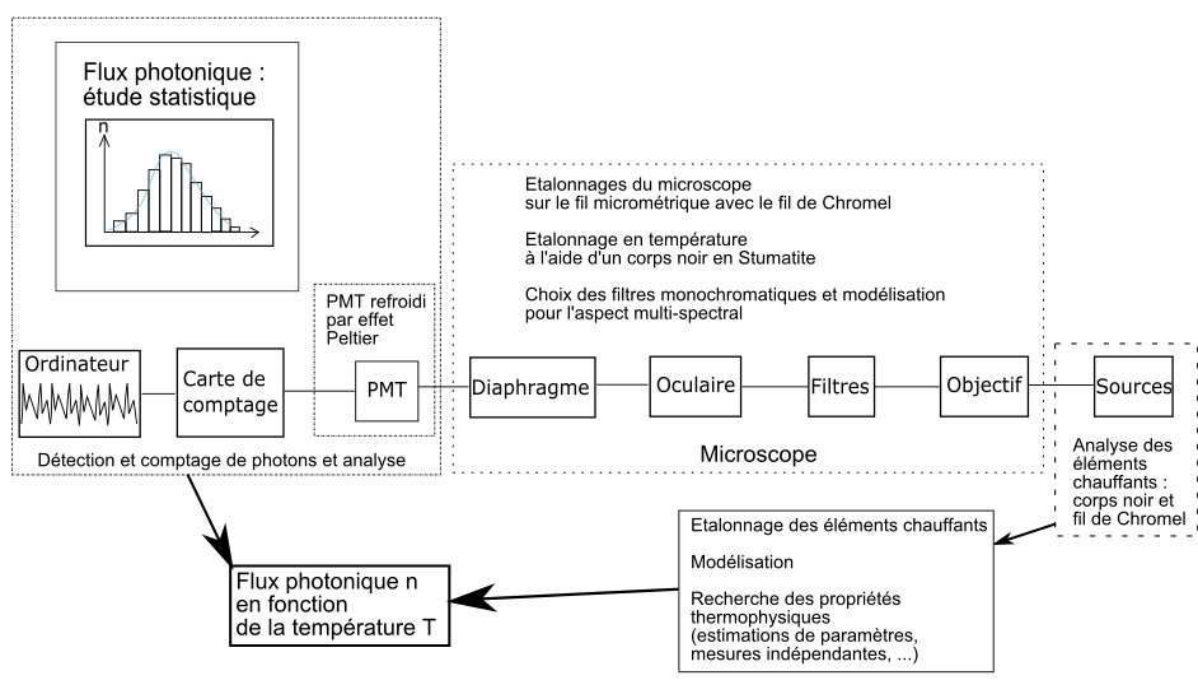 Flux photonique :
étude statistique
n
Etalonnages du microscope
sur le fil micrométrique avec le fil de Chromel
Etalonnage en température
à l'aide d'un corps noir en Stumatite
Choix des filtres monochromatiques et modélisation
pour l'aspect multi-spectral
PMT refroidi
par effet
Peltier
Ordinateur
Carte de
comptage
PMT
Diaphragme
Oculaire
Filtres
Objectif
Sources
Détection et comptage de photons et analyse
Microscope
Analyse des
éléments
chauffants :
corps noir et
fil de Chromel
Etalonnage des éléments chauffants
Modélisation
Recherche des propriétés
thermophysiques
(estimations de paramètres,
mesures indépendantes, ...)
Flux photonique n
en fonction
de la température T